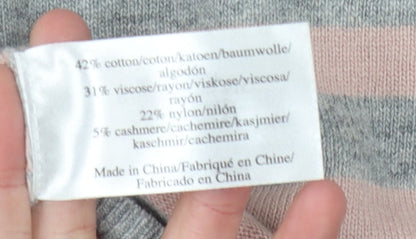 42% cotton/coton/katoen/baumwolle/
algodón
31% viscose/rayon/viskose/viscosa/
rayón
22% nylon/nilón
5% cashmere/cachemire/kasjmier/
kaschmir/cachemira
Made in China/Fabriqué en Chine/
Fabricado en China